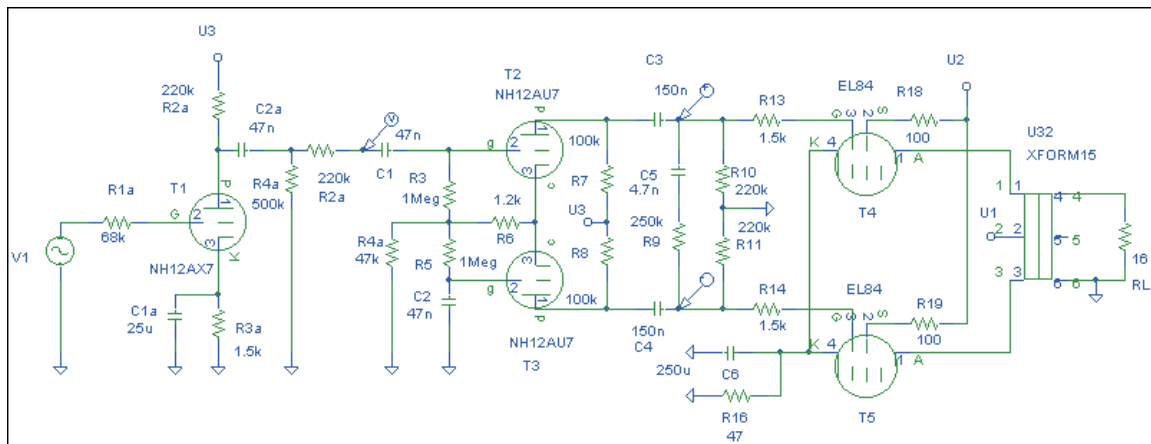 U3
220k
R2a
C2a
47n
R1a
68k
V1
T1
P
1
G 2
3
K
NH12AX7
C1a
25u
R3a
1.5k
R4a
500k
220k
R2a
V
47n
C1
R3
1Meg
R4a
47k
R5
1Meg
C2
47n
1.2k
R6
T2
NH12AU7
P
1
g 2
3
c
100k
R7
U3
R8
100k
c
3
g 2
1
P
NH12AU7
T3
C3
150n
+
C5
4.7n
250k
R9
-
150n
C4
R10
220k
220k
R11
R13
1.5k
R14
1.5k
EL84
G 3
2 S
K 4
1 A
T4
R18
100
U2
EL84
G 3
2 S
K 4
1 A
T5
R19
100
250u
C6
R16
47
U32
XFORM15
1 1
U1
2 2
3 3
4 4
5 5
6 6
16
RL